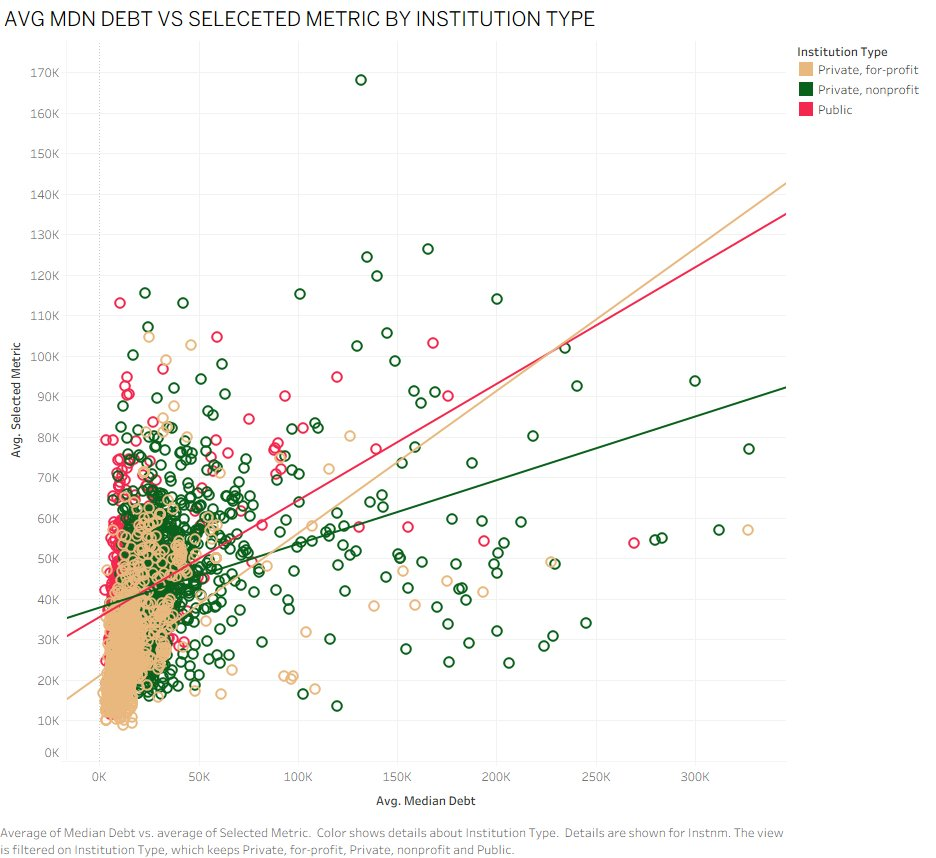 AVG MDN DEBT VS SELECETED METRIC BY INSTITUTION TYPE
Institution Type
Private, for-profit
Private, nonprofit
Public
170K
160K
150K
140K
130K
120K
110K
100K
90K
80K
70K
60K
50K
40K
30K
20K
10K
0K
Avg. Selected Metric
0K 50K 100K 150K 200K 250K 300K
Avg. Median Debt
Average of Median Debt vs. average of Selected Metric. Color shows details about Institution Type. Details are shown for Instnm. The view
is filtered on Institution Type, which keeps Private, for-profit, Private, nonprofit and Public.